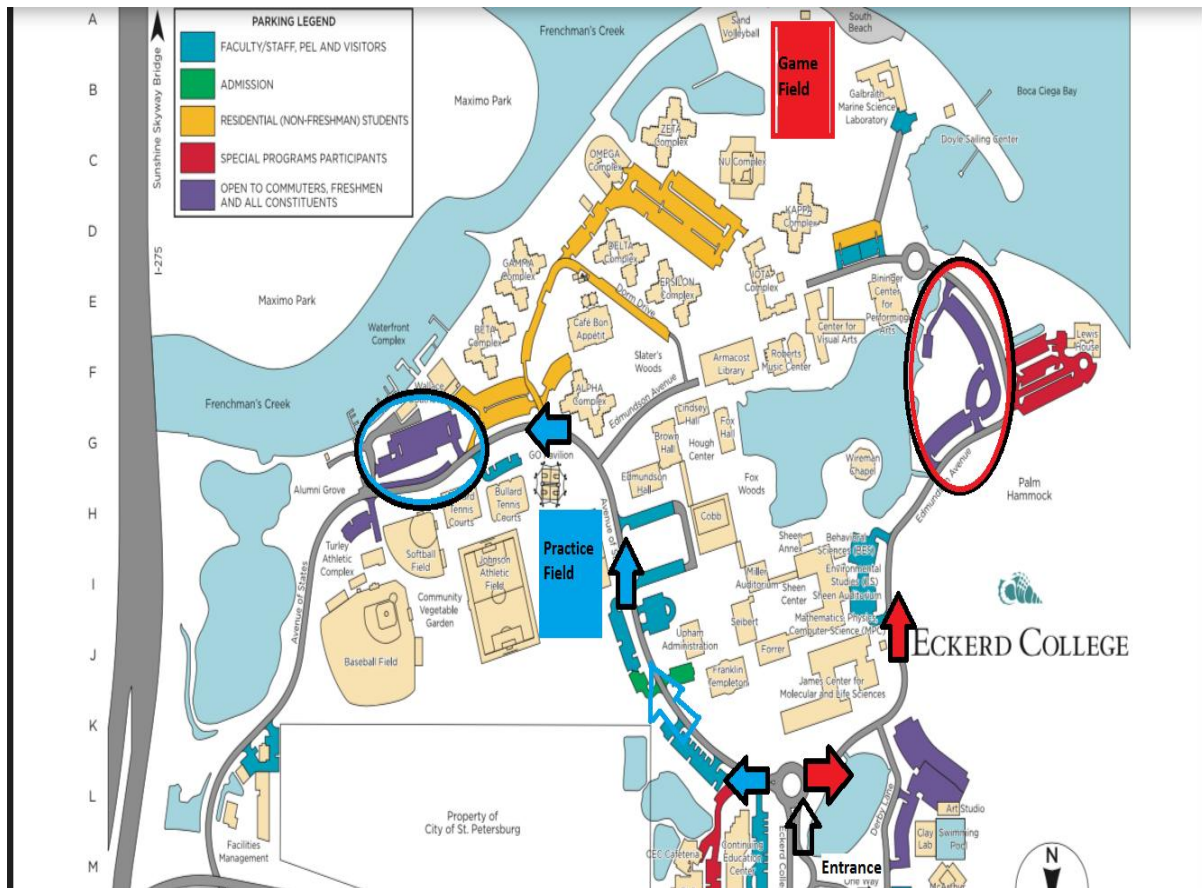 A
B
C
D
E
F
G
H
I
J
K
L
M
Sunshine Skyway Bridge
I-275
PARKING LEGEND
FACULTY/STAFF, PEL AND VISITORS
ADMISSION
RESIDENTIAL (NON-FRESHMAN) STUDENTS
SPECIAL PROGRAMS PARTICIPANTS
OPEN TO COMMUTERS, FRESHMEN
AND ALL CONSTITUENTS
Frenchman's Creek
Maximo Park
Sand
Volleyball
South
Beach
Game
Field
Galbraith
Marine Science
Laboratory
Boca Ciega Bay
Doyle Sailing Center
ZETA
Complex
OMEGA
Complex
NU Complex
KAPPA
Complex
DELTA
Complex
GAMMA
Complex
EPSILON
Complex
IOTA
Complex
Bininger
Center
for
Performing
Arts
Maximo Park
Dorm Drive
Café Bon
Appétit
Center for
Visual Arts
Waterfront
Complex
BETA
Complex
Slater's
Woods
Armacost
Library
Roberts
Music Center
Lewis
House
Wallace
Frenchman's Creek
ALPHA
Complex
Edmundson Avenue
Lindsey
Hall
Fox
Hall
Brown
Hall
Hough
Center
GO Pavilion
Wireman
Chapel
Edmundson Avenue
Palm
Hammock
Alumni Grove
Edmundson
Hall
Fox
Woods
Tennis
Courts
Bullard
Tennis
Courts
Cobb
Avenue of
Turley
Athletic
Complex
Softball
Field
Johnson
Athletic
Field
Practice
Field
Sheen
Annex
Behavioral
Sciences (BES)
Environmental
Studies (ES)
Sheen Auditorium
Miller
Auditorium
Sheen
Center
Mathematics, Physics,
Computer Science (MPC)
Avenue of States
Community
Vegetable
Garden
Seibert
ECKERD COLLEGE
Upham
Administration
Forrer
Baseball Field
Franklin
Templeton
James Center for
Molecular and Life Sciences
Property of
City of St. Petersburg
Facilities
Management
CEC Cafeteria
Continuing
Education
Center
Eckerd
Entrance
One Way
Derby Lane
Art Studio
Clay
Lab
Swimming
Pool
N